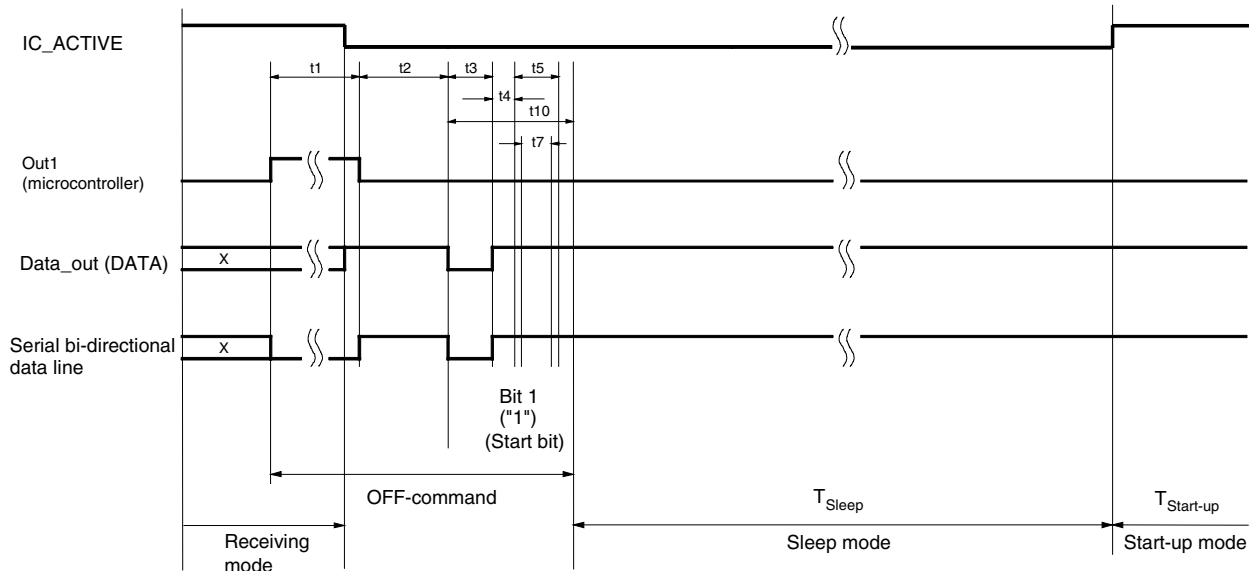 IC_ACTIVE
t1
t2
t3
t5
t4
t10
t7
Out1
(microcontroller)
Data_out (DATA)
X
Serial bi-directional
data line
X
Bit 1
("1")
(Start bit)
OFF-command
TSleep
TStart-up
Receiving
mode
Sleep mode
Start-up mode